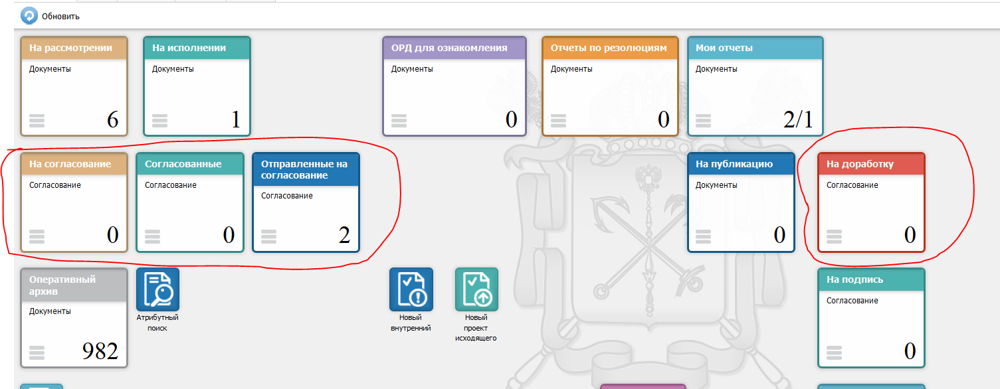 Обновить
На рассмотрении
Документы
6
На исполнении
Документы
1
ОРД для ознакомления
Документы
0
Отчеты по резолюциям
Документы
0
Мои отчеты
Документы
2/1
На согласование
Согласование
0
Согласованные
Согласование
0
Отправленные на
согласование
Согласование
2
На публикацию
Документы
0
На доработку
Согласование
0
Оперативный
архив
Документы
982
Атрибутный
поиск
Новый
внутренний
Новый
проект
исходящего
На подпись
Согласование
0